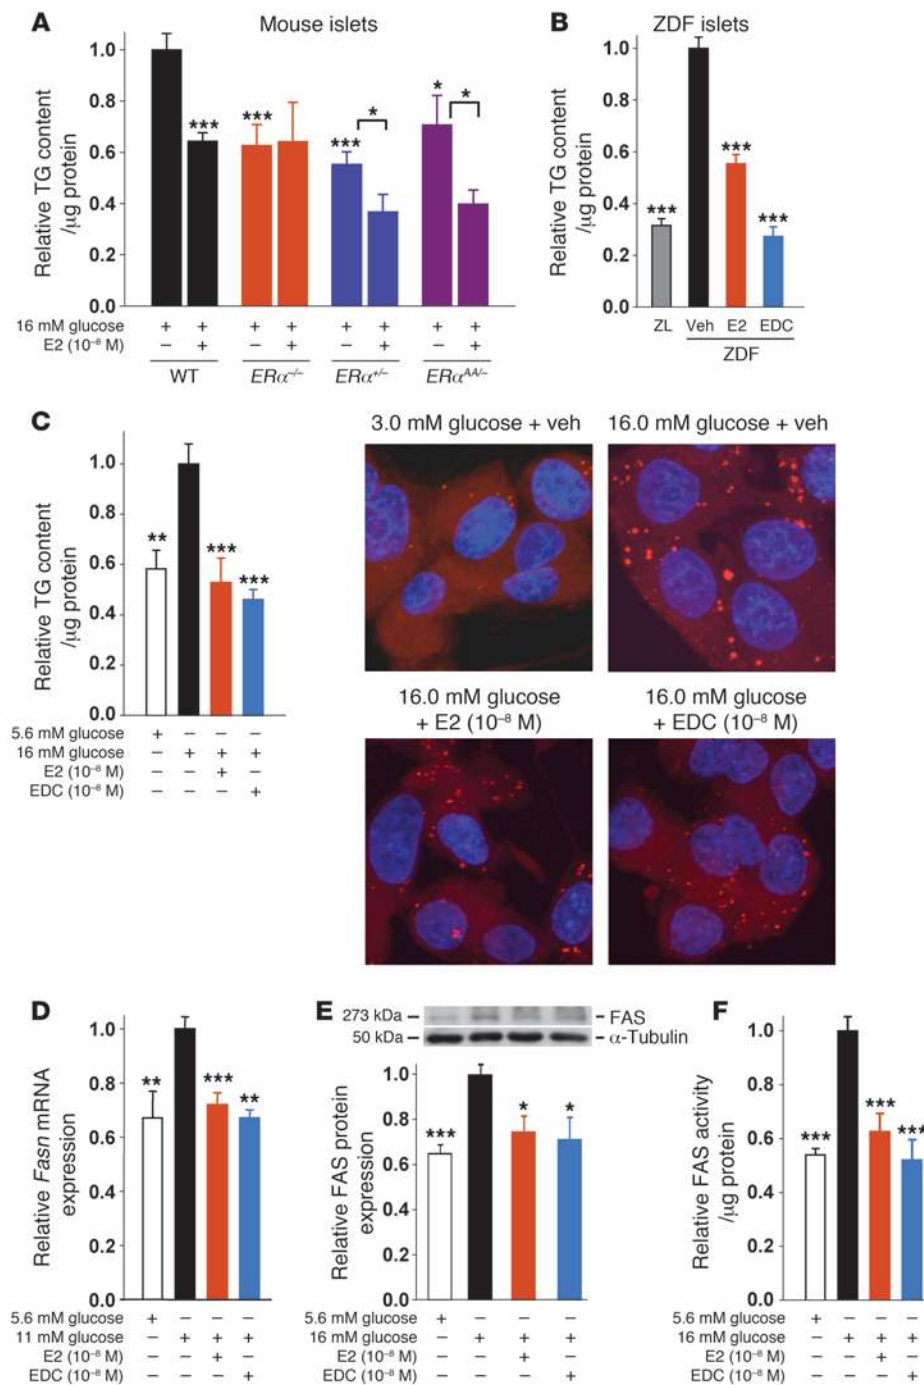 A
Mouse islets
Relative TG content
/μg protein
1.0
0.8
0.6
0.4
0.2
0.0
***
***
***
*
*
*
16 mM glucose + + + + + + + +
E2 (10⁻⁸ M) – + – + – + – +
WT ERα⁻/⁻ ERα⁺/⁻ ERαᴬᴬ/⁻
B
ZDF islets
Relative TG content
/μg protein
1.0
0.8
0.6
0.4
0.2
0.0
***
***
***
ZL Veh E2 EDC
ZDF
C
Relative TG content
/μg protein
1.0
0.8
0.6
0.4
0.2
0.0
**
***
***
5.6 mM glucose + – – –
16 mM glucose – + + +
E2 (10⁻⁸ M) – – + –
EDC (10⁻⁸ M) – – – +
3.0 mM glucose + veh
16.0 mM glucose + veh
16.0 mM glucose
+ E2 (10⁻⁸ M)
16.0 mM glucose
+ EDC (10⁻⁸ M)
D
Relative Fasn mRNA
expression
1.0
0.8
0.6
0.4
0.2
0.0
**
***
**
5.6 mM glucose + – – –
11 mM glucose – + + +
E2 (10⁻⁸ M) – – + –
EDC (10⁻⁸ M) – – – +
E
273 kDa – – FAS
50 kDa – – α-Tubulin
Relative FAS protein
expression
1.0
0.8
0.6
0.4
0.2
0.0
***
*
*
5.6 mM glucose + – – –
16 mM glucose – + + +
E2 (10⁻⁸ M) – – + –
EDC (10⁻⁸ M) – – – +
F
Relative FAS activity
/μg protein
1.0
0.8
0.6
0.4
0.2
0.0
***
***
***
5.6 mM glucose + – – –
16 mM glucose – + + +
E2 (10⁻⁸ M) – – + –
EDC (10⁻⁸ M) – – – +